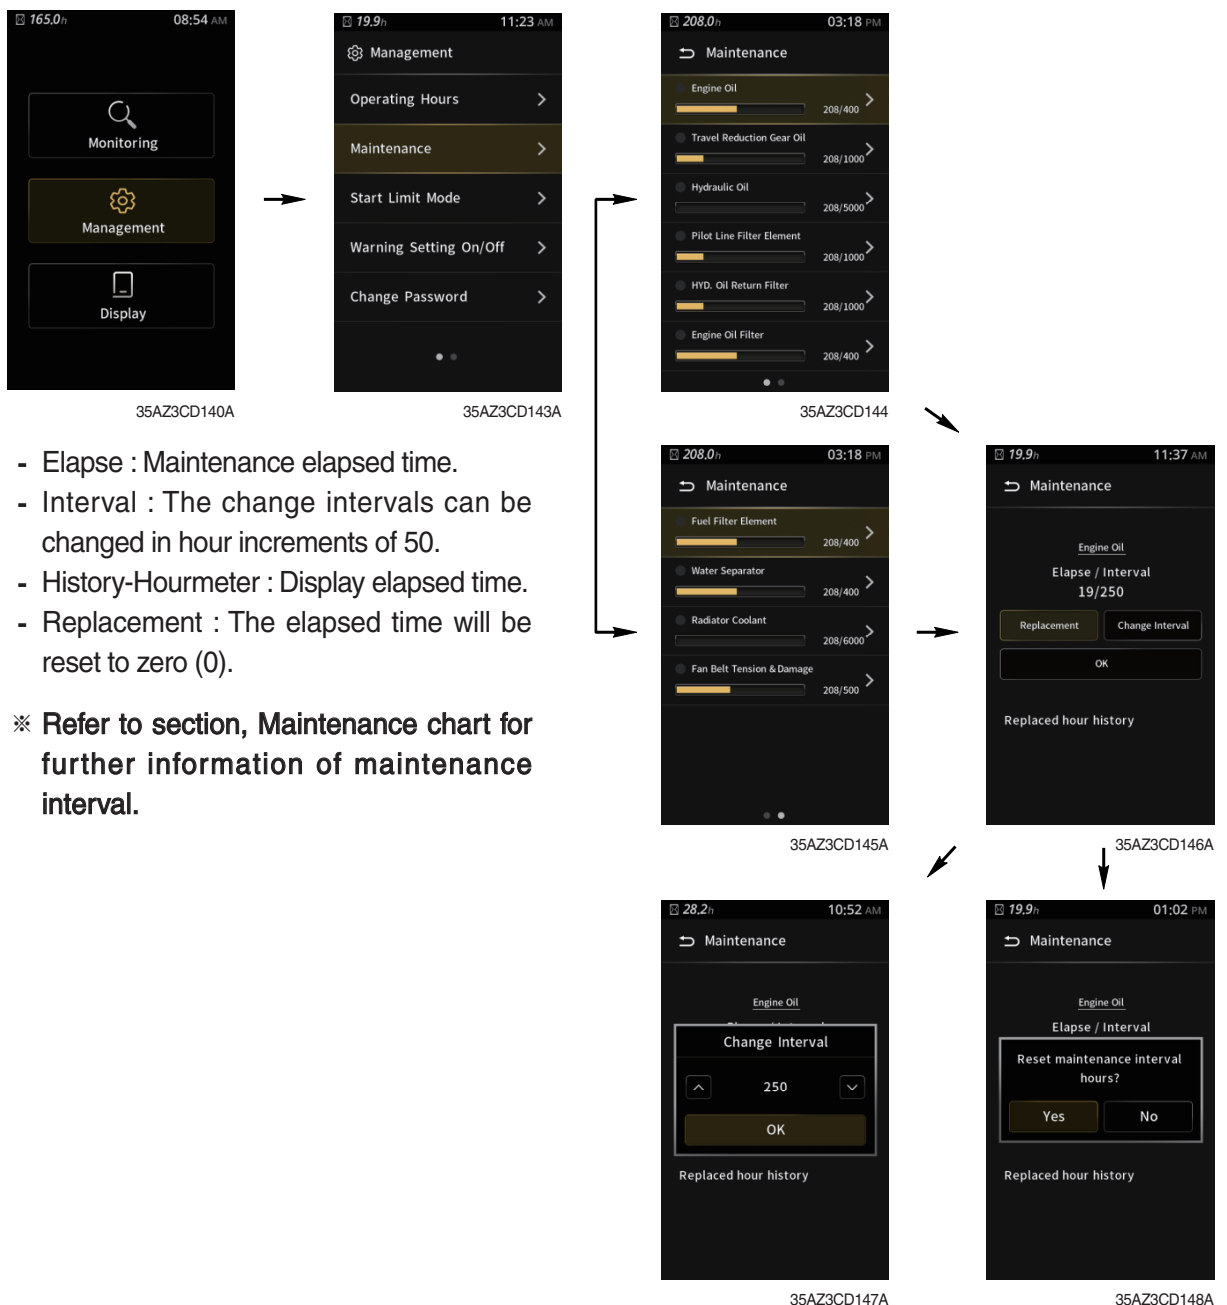 165.0h 08:54 AM
Monitoring
Management
Display
35AZ3CD140A
19.9h 11:23 AM
Management
Operating Hours
Maintenance
Start Limit Mode
Warning Setting On/Off
Change Password
35AZ3CD143A
208.0h 03:18 PM
Maintenance
Engine Oil
208/400
Travel Reduction Gear Oil
208/1000
Hydraulic Oil
208/5000
Pilot Line Filter Element
208/1000
HYD. Oil Return Filter
208/1000
Engine Oil Filter
208/400
35AZ3CD144
- Elapse : Maintenance elapsed time.
- Interval : The change intervals can be
changed in hour increments of 50.
- History-Hourmeter : Display elapsed time.
- Replacement : The elapsed time will be
reset to zero (0).
※ Refer to section, Maintenance chart for
further information of maintenance
interval.
208.0h 03:18 PM
Maintenance
Fuel Filter Element
208/400
Water Separator
208/400
Radiator Coolant
208/6000
Fan Belt Tension & Damage
208/500
35AZ3CD145A
19.9h 11:37 AM
Maintenance
Engine Oil
Elapse / Interval
19/250
Replacement Change Interval
OK
Replaced hour history
35AZ3CD146A
28.2h 10:52 AM
Maintenance
Engine Oil
Change Interval
250
OK
Replaced hour history
35AZ3CD147A
19.9h 01:02 PM
Maintenance
Engine Oil
Elapse / Interval
Reset maintenance interval
hours?
Yes No
Replaced hour history
35AZ3CD148A